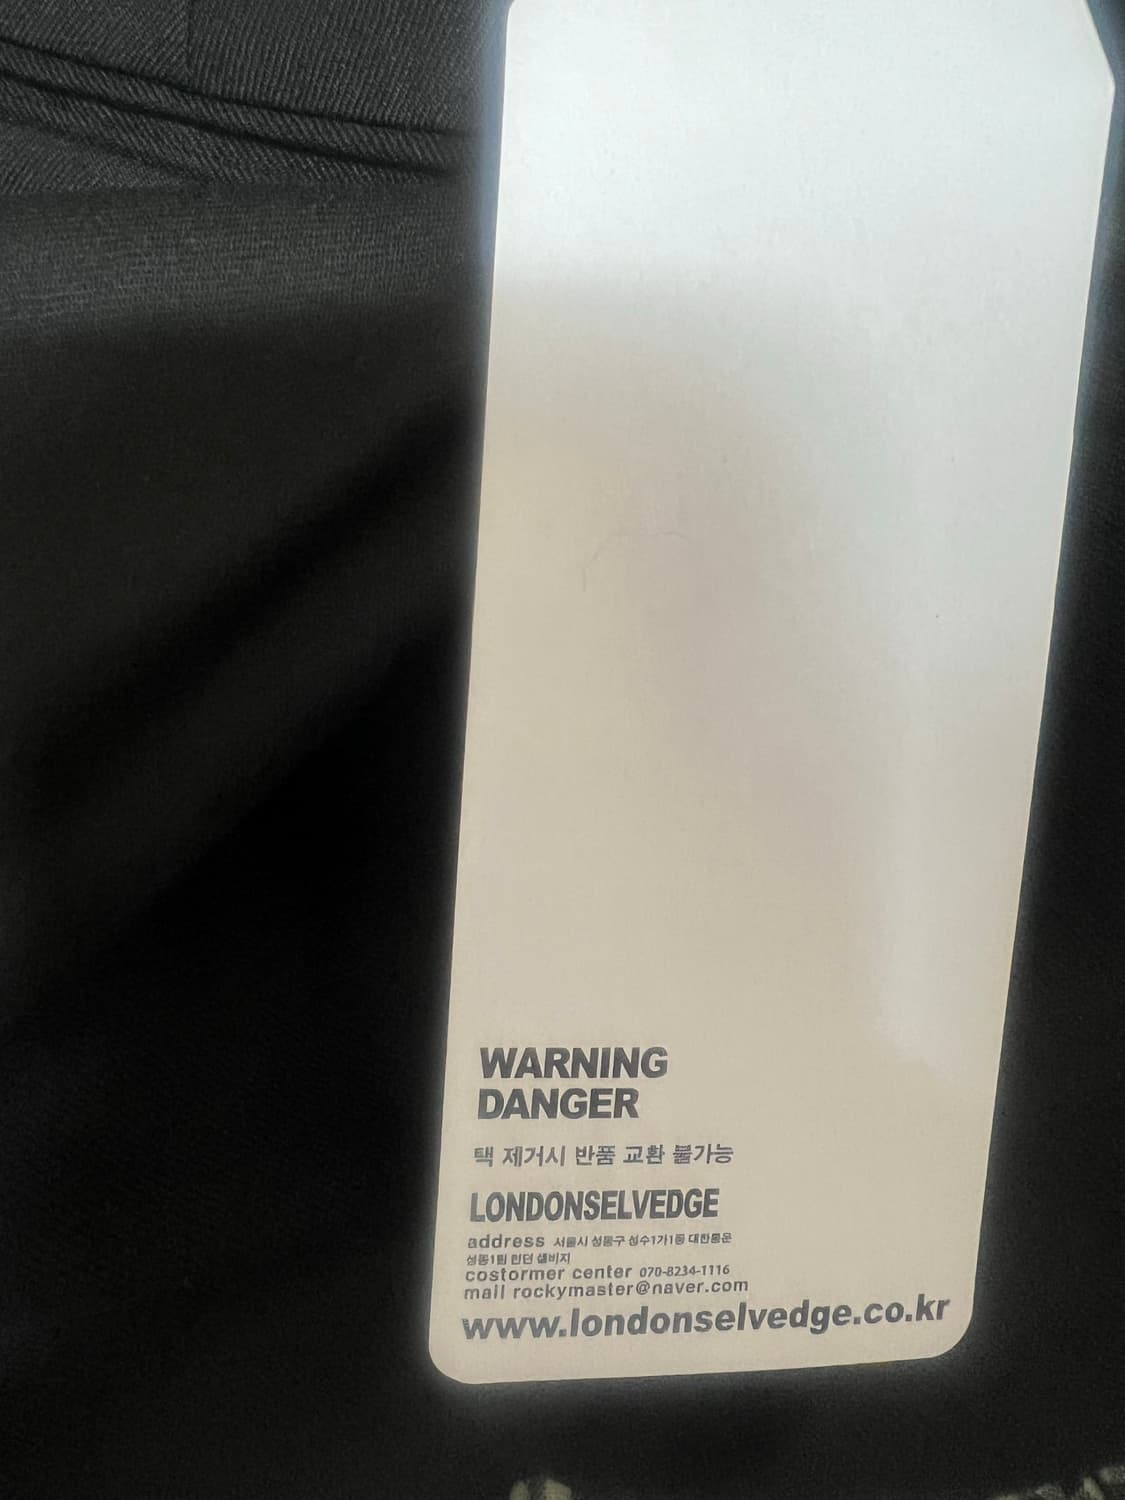 WARNING
DANGER
택 제거시 반품 교환 불가능
LONDONSELVEDGE
address 서울시 성동구 성수1가1동 대한통운
성동1팀 런던 셀비지
costormer center 070-8234-1116
mail rockymaster@naver.com
www.londonselvedge.co.kr